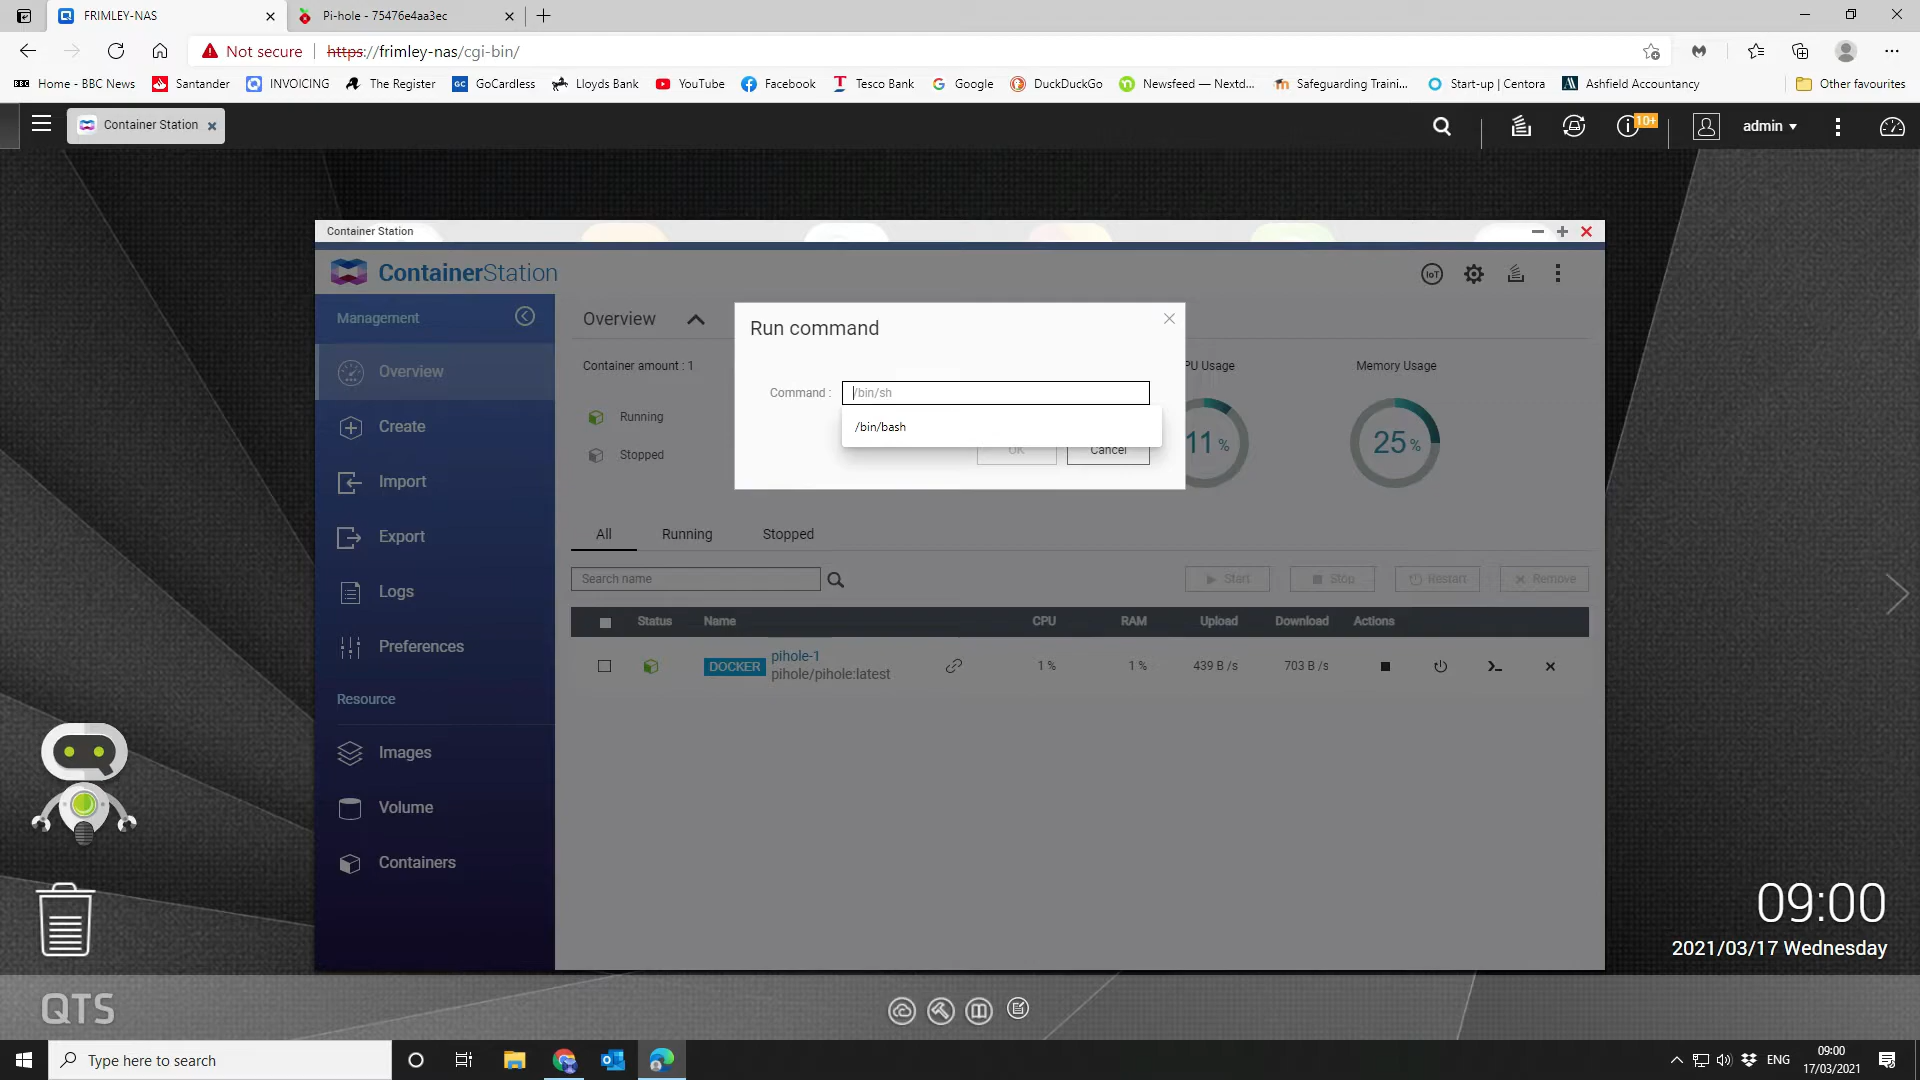 FRIMLEY-NAS
Pi-hole - 75476e4aa3ec
Not secure
https://frimley-nas/cgi-bin/
BBC Home - BBC News
Santander
INVOICING
The Register
GC GoCardless
Lloyds Bank
YouTube
Facebook
Tesco Bank
Google
DuckDuckGo
Newsfeed — Nextd...
Safeguarding Traini...
Start-up | Centora
Ashfield Accountancy
Other favourites
Container Station
10+
admin
Container Station
ContainerStation
IoT
Management
Overview
Create
Import
Export
Logs
Preferences
Resource
Images
Volume
Containers
Overview
Container amount : 1
Running
Stopped
PU Usage
11 %
Memory Usage
25 %
Run command
Command :
/bin/sh
/bin/bash
OK
Cancel
All
Running
Stopped
Search name
Start
Stop
Restart
Remove
Status
Name
CPU
RAM
Upload
Download
Actions
DOCKER
pihole-1
pihole/pihole:latest
1 %
1 %
439 B /s
703 B /s
09:00
2021/03/17 Wednesday
QTS
Type here to search
ENG
09:00
17/03/2021